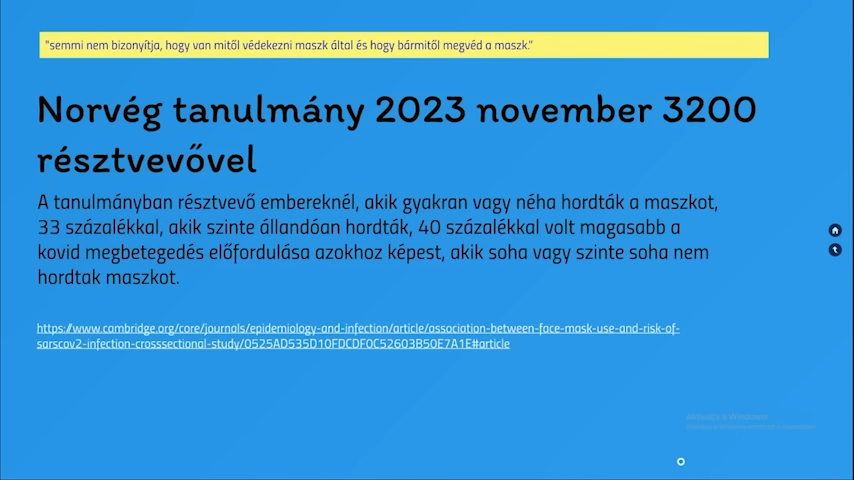 "semmi nem bizonyítja, hogy van mitől védekezni maszk által és hogy bármitől megvéd a maszk."
Norvég tanulmány 2023 november 3200
résztvevővel
A tanulmányban résztvevő embereknél, akik gyakran vagy néha hordták a maszkot,
33 százalékkal, akik szinte állandóan hordták, 40 százalékkal volt magasabb a
kovid megbetegedés előfordulása azokhoz képest, akik soha vagy szinte soha nem
hordtak maszkot.
https://www.cambridge.org/core/journals/epidemiology-and-infection/article/association-between-face-mask-use-and-risk-of-
sarscov2-infection-crosssectional-study/0525AD535D10FDCDF0C52603B50E7A1E#article